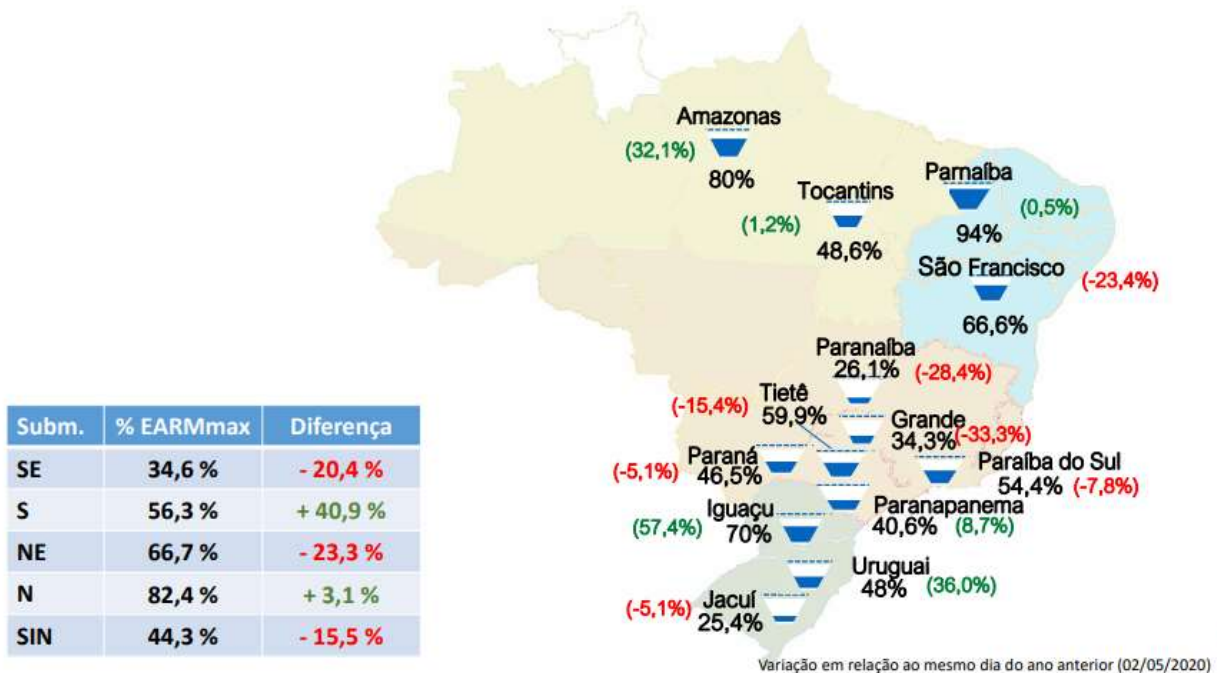 Amazonas
(32,1%)
80%
Tocantins
(1,2%)
48,6%
Parnaíba
(0,5%)
94%
São Francisco
(-23,4%)
66,6%
Paranaíba
26,1% (-28,4%)
Tietê
(-15,4%)
59,9%
Grande
34,3% (-33,3%)
Paraná
(-5,1%)
46,5%
Paraíba do Sul
54,4% (-7,8%)
Paranapanema
40,6% (8,7%)
Iguaçu
(57,4%)
70%
Uruguai
48% (36,0%)
Jacuí
(-5,1%)
25,4%
Subm. % EARMmax Diferença
SE 34,6 % - 20,4 %
S 56,3 % + 40,9 %
NE 66,7 % - 23,3 %
N 82,4 % + 3,1 %
SIN 44,3 % - 15,5 %
Variação em relação ao mesmo dia do ano anterior (02/05/2020)